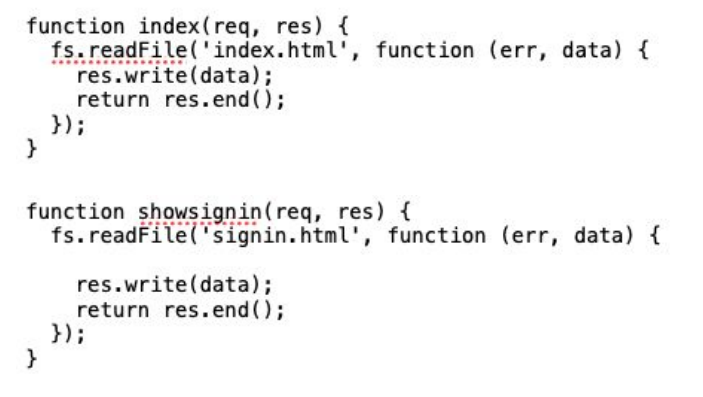 function index(req, res) {
  fs.readFile('index.html', function (err, data) {
    res.write(data);
    return res.end();
  });
}
function showsignin(req, res) {
  fs.readFile('signin.html', function (err, data) {
    res.write(data);
    return res.end();
  });
}